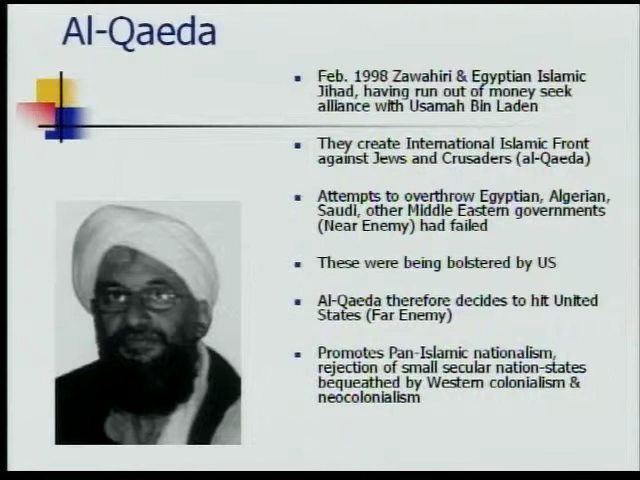 Al-Qaeda
Feb. 1998 Zawahiri & Egyptian Islamic
Jihad, having run out of money seek
alliance with Usamah Bin Laden
They create International Islamic Front
against Jews and Crusaders (al-Qaeda)
Attempts to overthrow Egyptian, Algerian,
Saudi, other Middle Eastern governments
(Near Enemy) had failed
These were being bolstered by US
Al-Qaeda therefore decides to hit United
States (Far Enemy)
Promotes Pan-Islamic nationalism,
rejection of small secular nation-states
bequeathed by Western colonialism &
neocolonialism